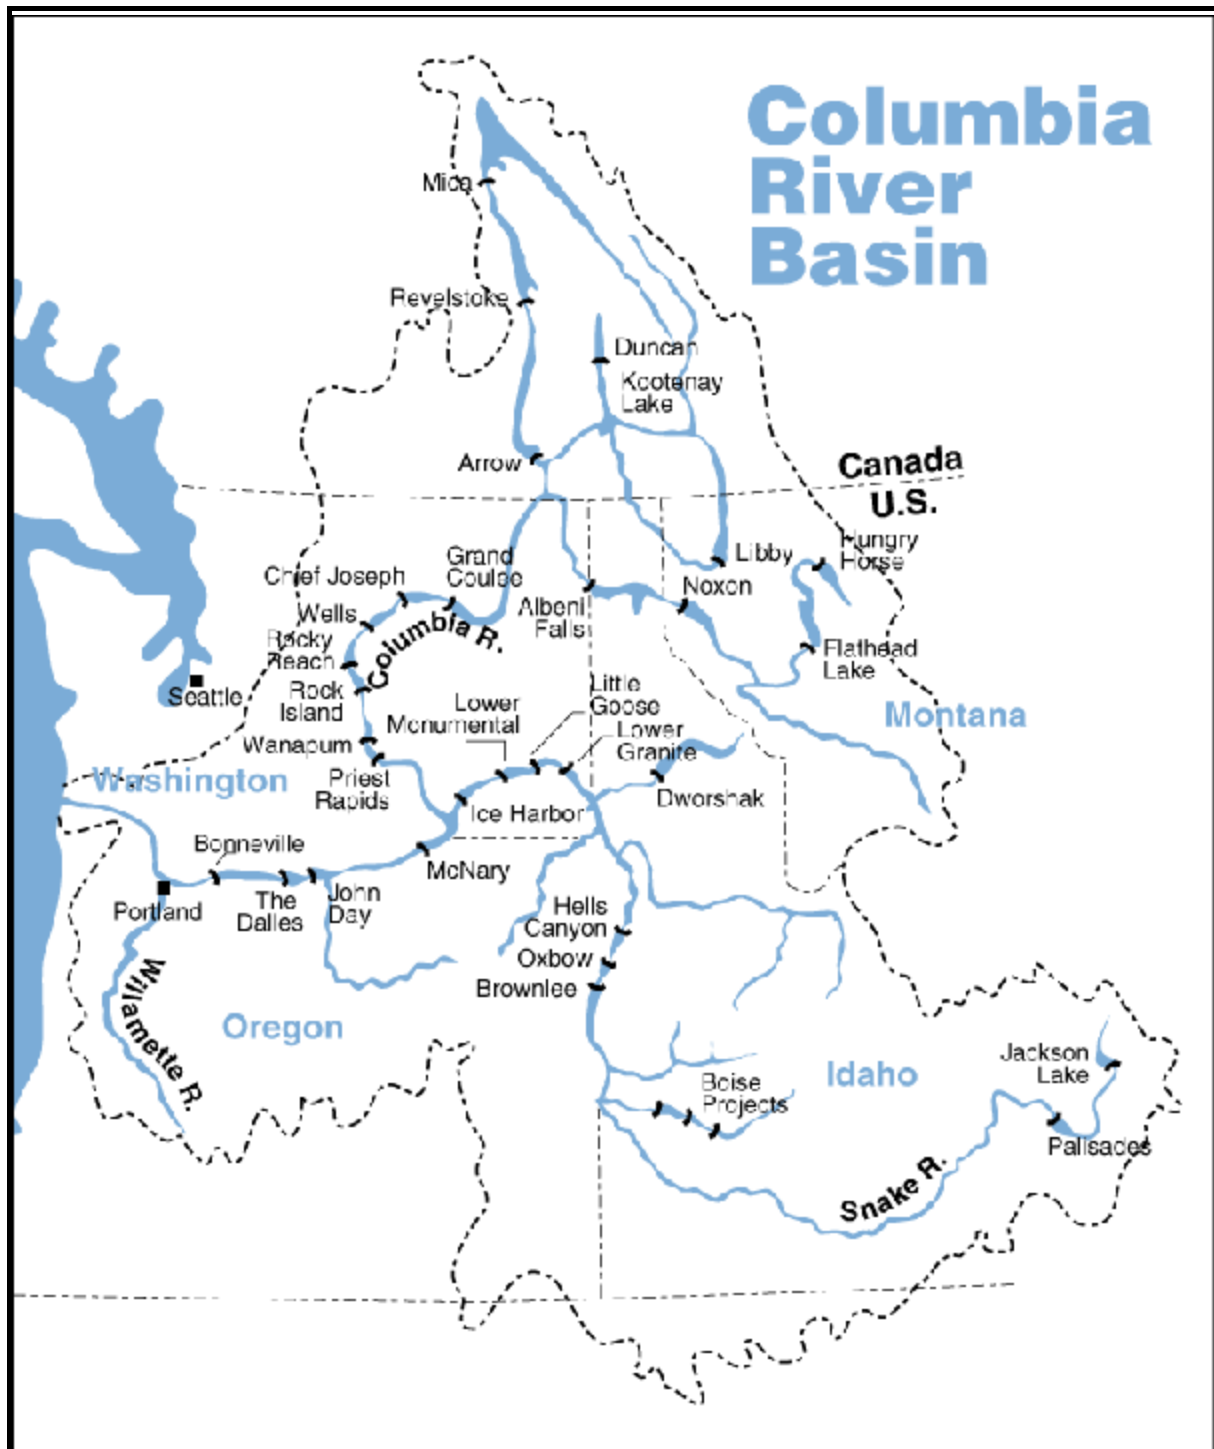 Columbia
River
Basin
Mica
Revelstoke
Duncan
Kootenay
Lake
Arrow
Canada
U.S.
Hungry
Horse
Libby
Noxon
Grand
Coulee
Chief Joseph
Albeni
Falls
Wells
Columbia R.
Rocky
Reach
Flathead
Lake
Seattle
Rock
Island
Little
Goose
Lower
Monumental
Lower
Granite
Montana
Wanapum
Washington
Priest
Rapids
Dworshak
Ice Harbor
Bonneville
McNary
Portland
The
Dalles
John
Day
Hells
Canyon
Oxbow
Brownlee
Willamette R.
Oregon
Jackson
Lake
Idaho
Boise
Projects
Palisades
Snake R.